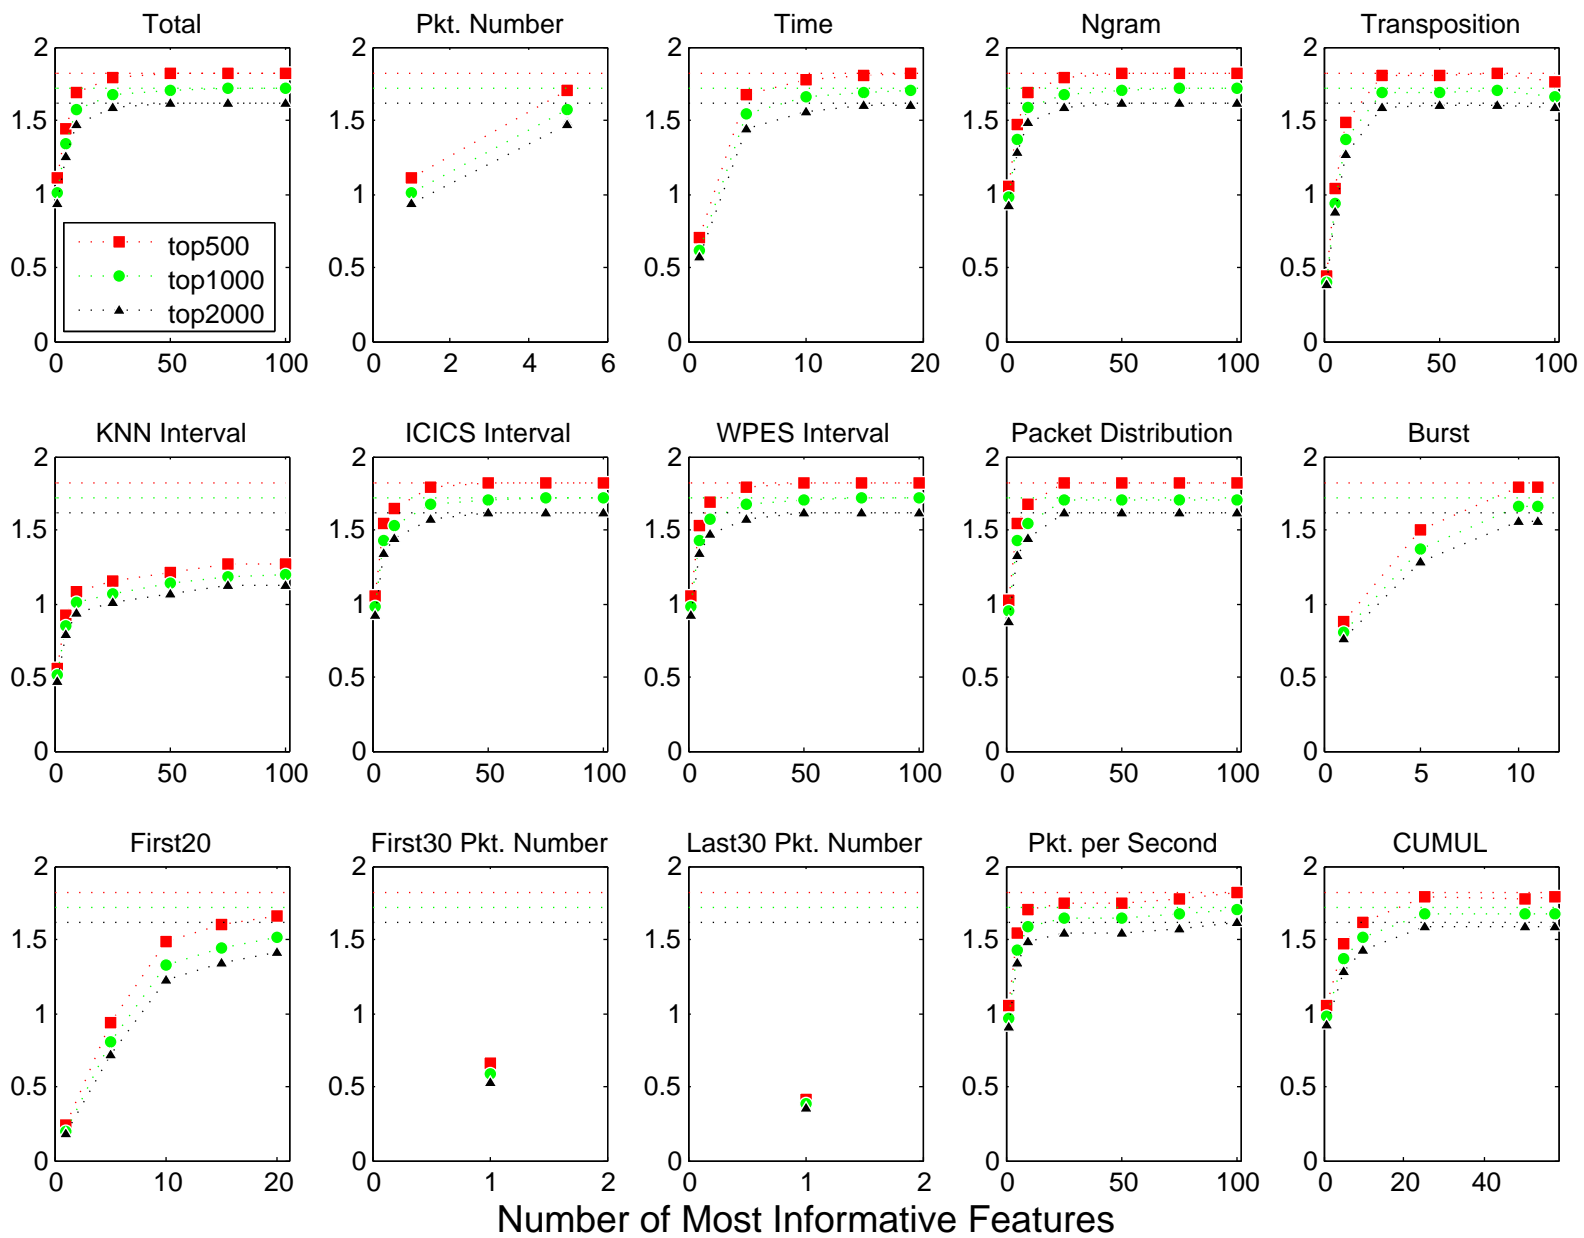 Total Pkt. Number Time Ngram Transposition
2 2 2 2 2
1.5 1.5 1.5 1.5 1.5
1 1 1 1 1
0.5 0.5 0.5 0.5 0.5
0 0 0 0 0
top500
top1000
top2000
0 50 100 0 2 4 6 0 10 20 0 50 100 0 50 100
KNN Interval ICICS Interval WPES Interval Packet Distribution Burst
2 2 2 2 2
1.5 1.5 1.5 1.5 1.5
1 1 1 1 1
0.5 0.5 0.5 0.5 0.5
0 0 0 0 0
0 50 100 0 50 100 0 50 100 0 50 100 0 5 10
First20 First30 Pkt. Number Last30 Pkt. Number Pkt. per Second CUMUL
2 2 2 2 2
1.5 1.5 1.5 1.5 1.5
1 1 1 1 1
0.5 0.5 0.5 0.5 0.5
0 0 0 0 0
0 10 20 0 1 2 0 1 2 0 50 100 0 20 40
Number of Most Informative Features